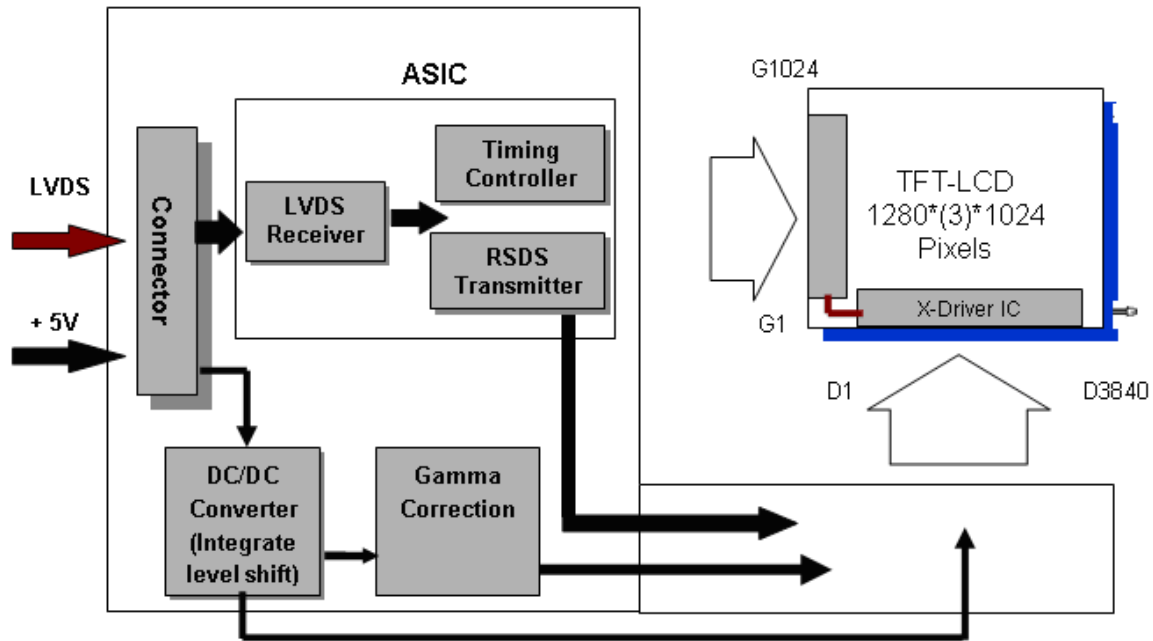 ASIC
LVDS
+ 5V
Connector
LVDS
Receiver
Timing
Controller
RSDS
Transmitter
DC/DC
Converter
(Integrate
level shift)
Gamma
Correction
G1024
G1
TFT-LCD
1280*(3)*1024
Pixels
X-Driver IC
D1
D3840